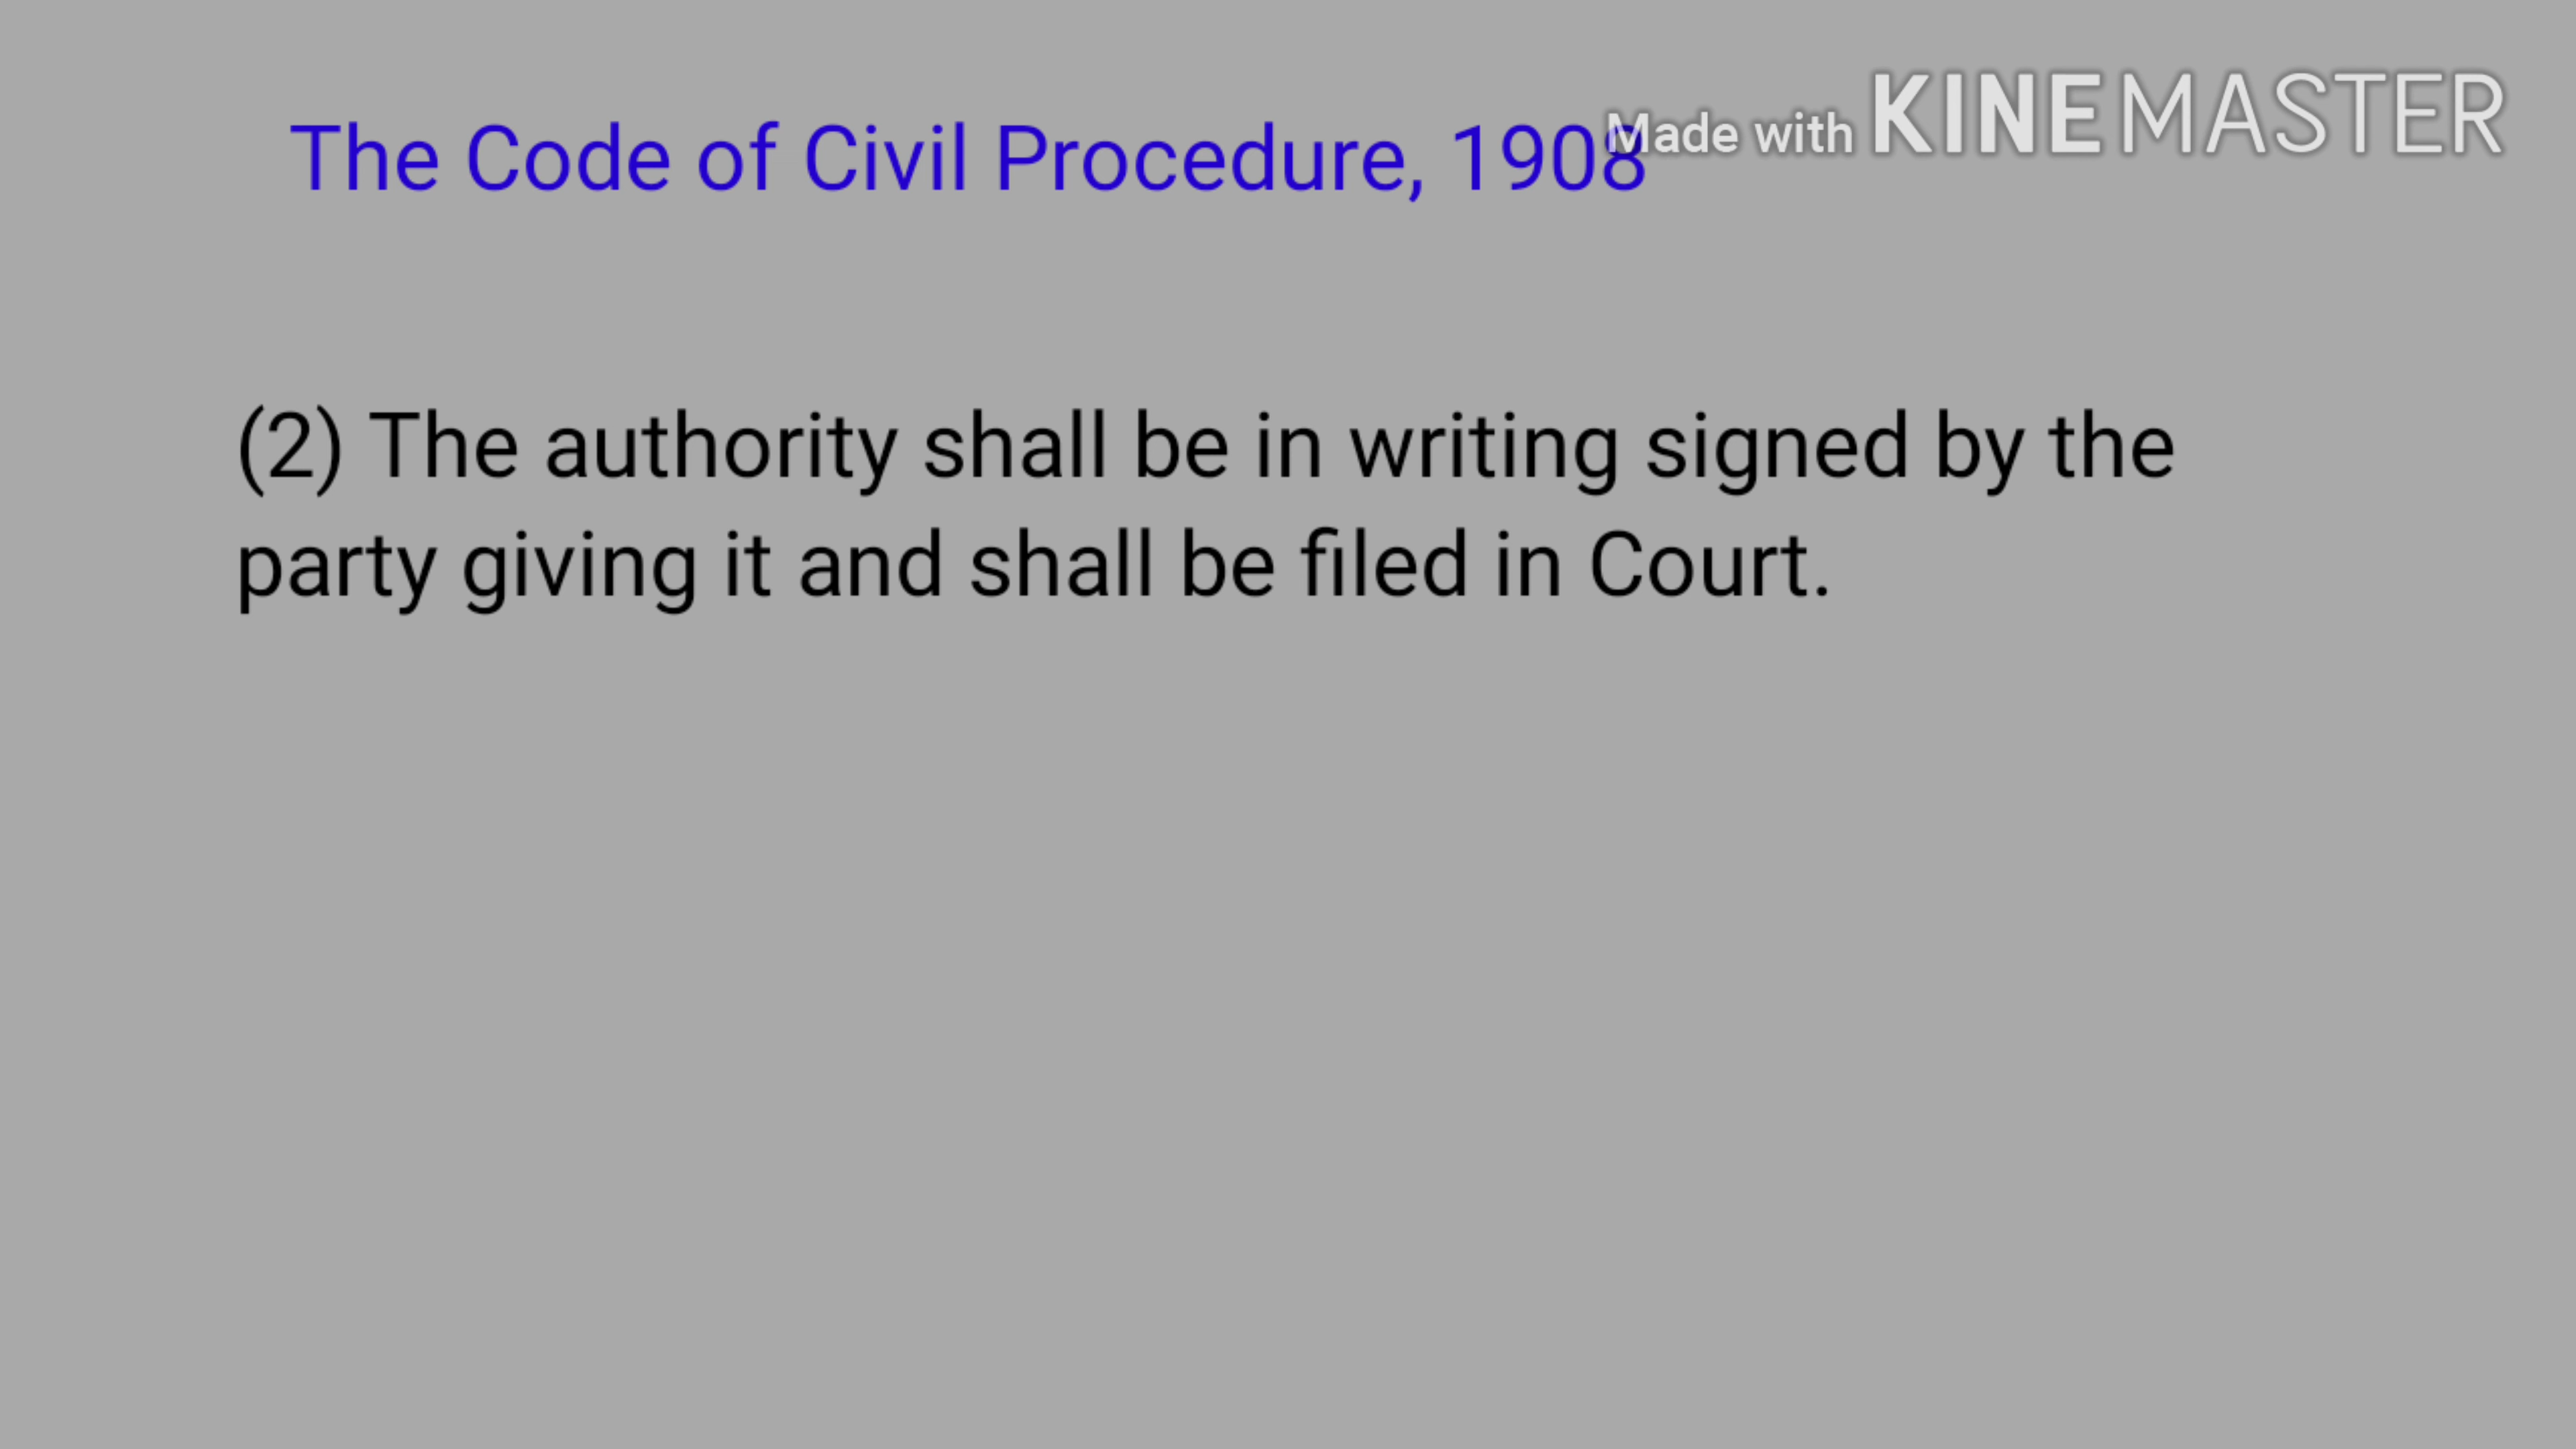 The Code of Civil Procedure, 1908
Made with KINEMASTER
(2) The authority shall be in writing signed by the
party giving it and shall be filed in Court.